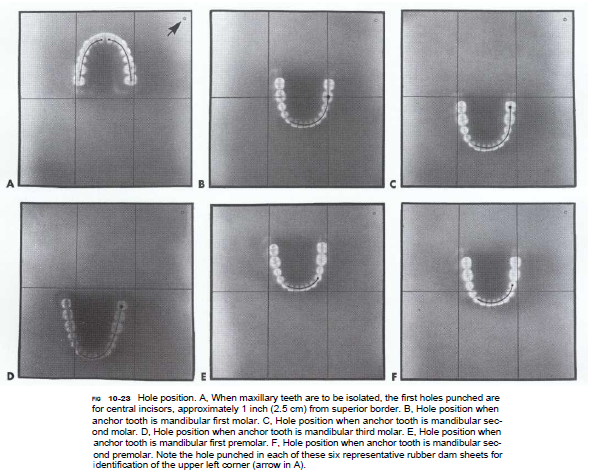 A
B
C
D
E
F
FIG 10-23 Hole position. A, When maxillary teeth are to be isolated, the first holes punched are
for central incisors, approximately 1 inch (2.5 cm) from superior border. B, Hole position when
anchor tooth is mandibular first molar. C, Hole position when anchor tooth is mandibular sec-
ond molar. D, Hole position when anchor tooth is mandibular third molar. E, Hole position when
anchor tooth is mandibular first premolar. F, Hole position when anchor tooth is mandibular sec-
ond premolar. Note the hole punched in each of these six representative rubber dam sheets for
identification of the upper left corner (arrow in A).